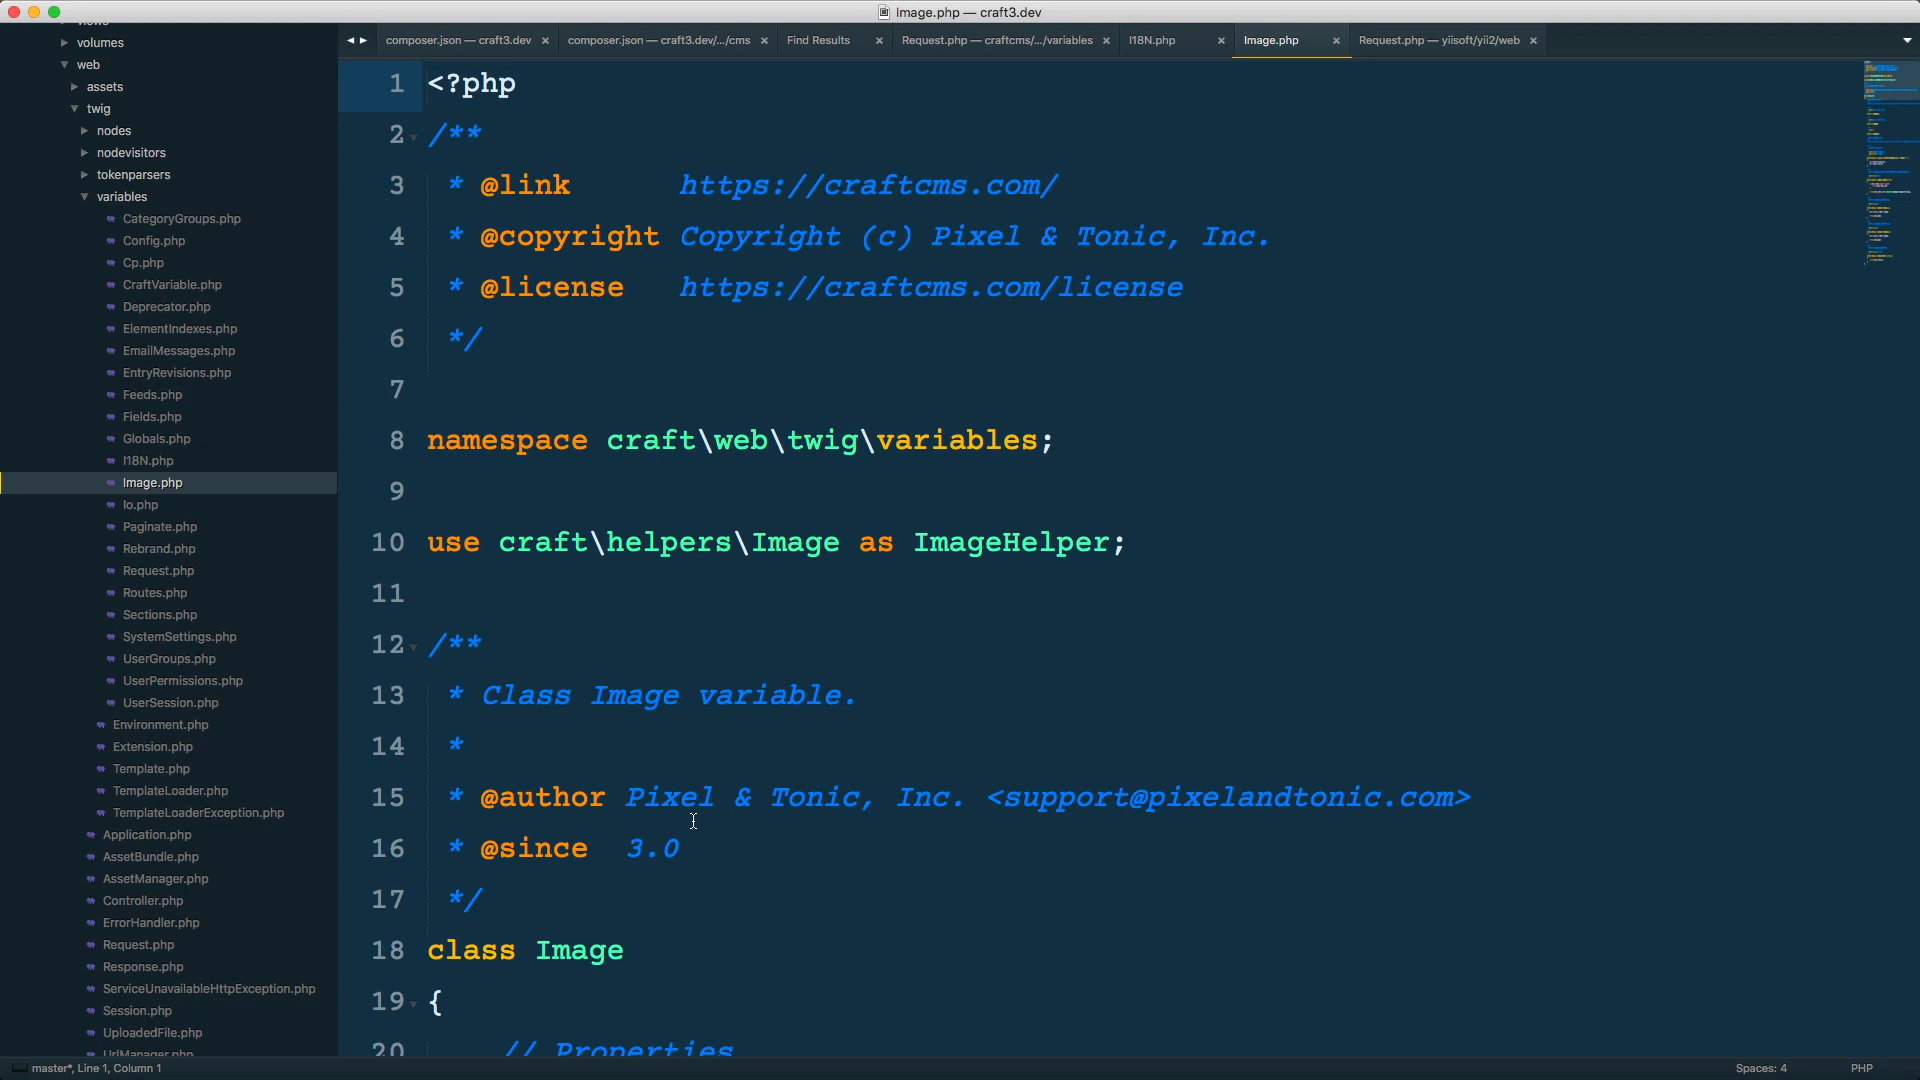 Image.php — craft3.dev
composer.json — craft3.dev
composer.json — craft3.dev/.../cms
Find Results
Request.php — craftcms/.../variables
I18N.php
Image.php
Request.php — yiisoft/yii2/web
views
volumes
web
assets
twig
nodes
nodevisitors
tokenparsers
variables
CategoryGroups.php
Config.php
Cp.php
CraftVariable.php
Deprecator.php
ElementIndexes.php
EmailMessages.php
EntryRevisions.php
Feeds.php
Fields.php
Globals.php
I18N.php
Image.php
Io.php
Paginate.php
Rebrand.php
Request.php
Routes.php
Sections.php
SystemSettings.php
UserGroups.php
UserPermissions.php
UserSession.php
Environment.php
Extension.php
Template.php
TemplateLoader.php
TemplateLoaderException.php
Application.php
AssetBundle.php
AssetManager.php
Controller.php
ErrorHandler.php
Request.php
Response.php
ServiceUnavailableHttpException.php
Session.php
UploadedFile.php
UrlManager.php
1 <?php
2 /**
3 * @link https://craftcms.com/
4 * @copyright Copyright (c) Pixel & Tonic, Inc.
5 * @license https://craftcms.com/license
6 */
7
8 namespace craft\web\twig\variables;
9
10 use craft\helpers\Image as ImageHelper;
11
12 /**
13 * Class Image variable.
14 *
15 * @author Pixel & Tonic, Inc. <support@pixelandtonic.com>
16 * @since 3.0
17 */
18 class Image
19 {
20 // Properties
master*, Line 1, Column 1
Spaces: 4
PHP